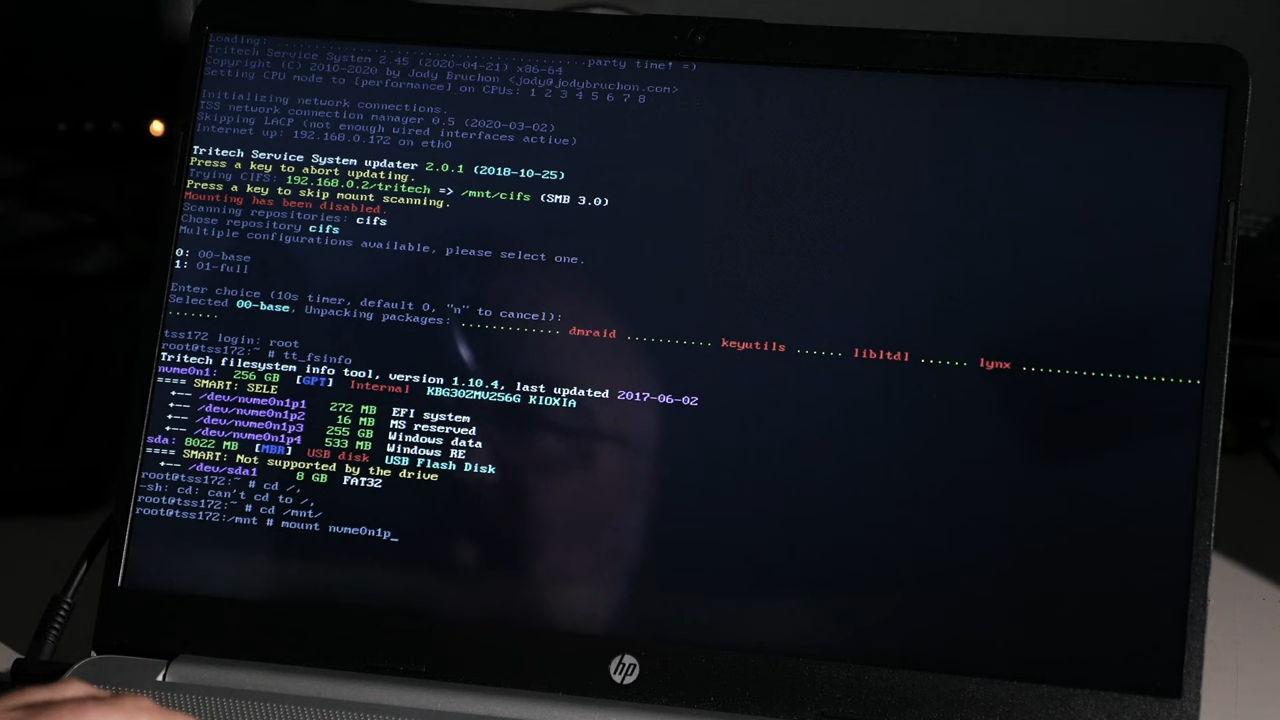 Loading: ......................................party time! =)
Tritech Service System 2.45 (2020-04-21) x86-64
Copyright (C) 2010-2020 by Jody Bruchon <jody@jodybruchon.com>
Setting CPU mode to [performance] on CPUs: 1 2 3 4 5 6 7 8
Initializing network connections.
TSS network connection manager 0.5 (2020-03-02)
Skipping LACP (not enough wired interfaces active)
Internet up: 192.168.0.172 on eth0
Tritech Service System updater 2.0.1 (2018-10-25)
Press a key to abort updating.
Trying CIFS: 192.168.0.2/tritech => /mnt/cifs (SMB 3.0)
Press a key to skip mount scanning.
Mounting has been disabled.
Scanning repositories: cifs
Chose repository cifs
Multiple configurations available, please select one.
0: 00-base
1: 01-full
Enter choice (10s timer, default 0, "n" to cancel):
Selected 00-base, Unpacking packages: ............. dmraid ........... keyutils ...... libltdl ...... lynx .........................
.......
tss172 login: root
root@tss172:~ # tt_fsinfo
Tritech filesystem info tool, version 1.10.4, last updated 2017-06-02
nvme0n1: 256 GB [GPT] Internal KBG302MV256G KIOXIA
==== SMART: SELE
+-- /dev/nvme0n1p1 272 MB EFI system
+-- /dev/nvme0n1p2 16 MB MS reserved
+-- /dev/nvme0n1p3 255 GB Windows data
+-- /dev/nvme0n1p4 533 MB Windows RE
sda: 8022 MB [MBR] USB disk USB Flash Disk
==== SMART: Not supported by the drive
+-- /dev/sda1 8 GB FAT32
root@tss172:~ # cd /,
-sh: cd: can't cd to /,
root@tss172:~ # cd /mnt/
root@tss172:/mnt # mount nvme0n1p_
hp